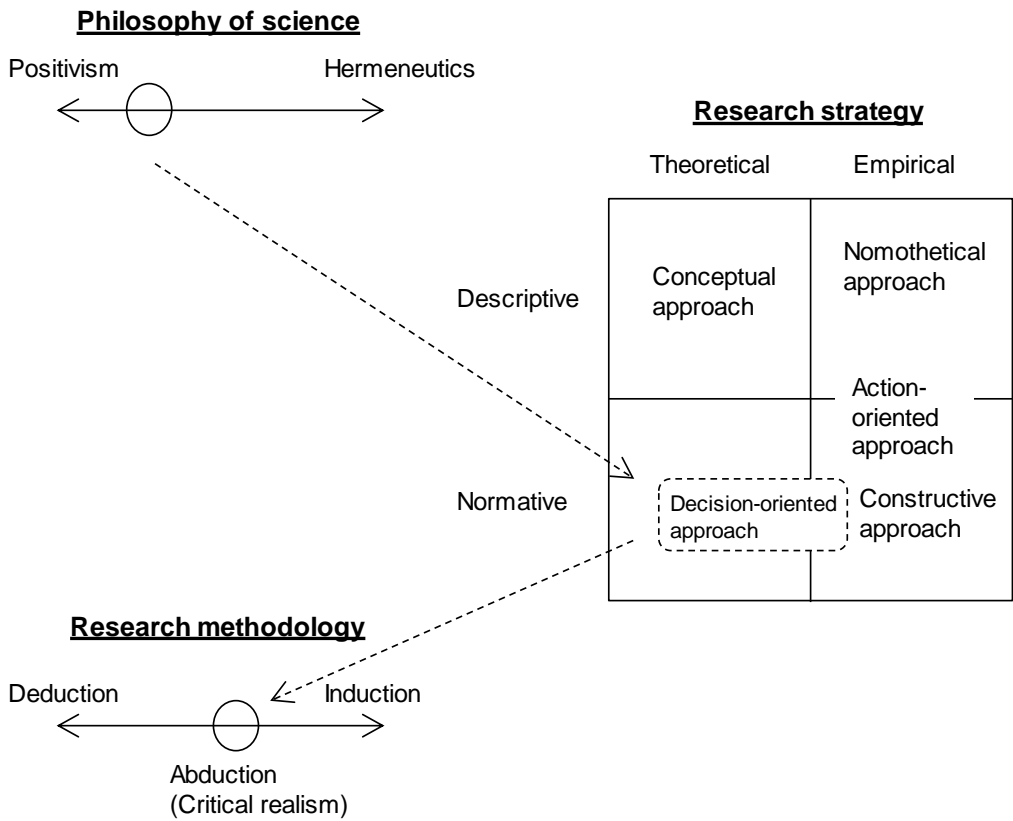 Philosophy of science
Positivism Hermeneutics
Research strategy
Theoretical Empirical
Descriptive
Conceptual
approach
Nomothetical
approach
Action-
oriented
approach
Normative
Decision-oriented
approach
Constructive
approach
Research methodology
Deduction Induction
Abduction
(Critical realism)